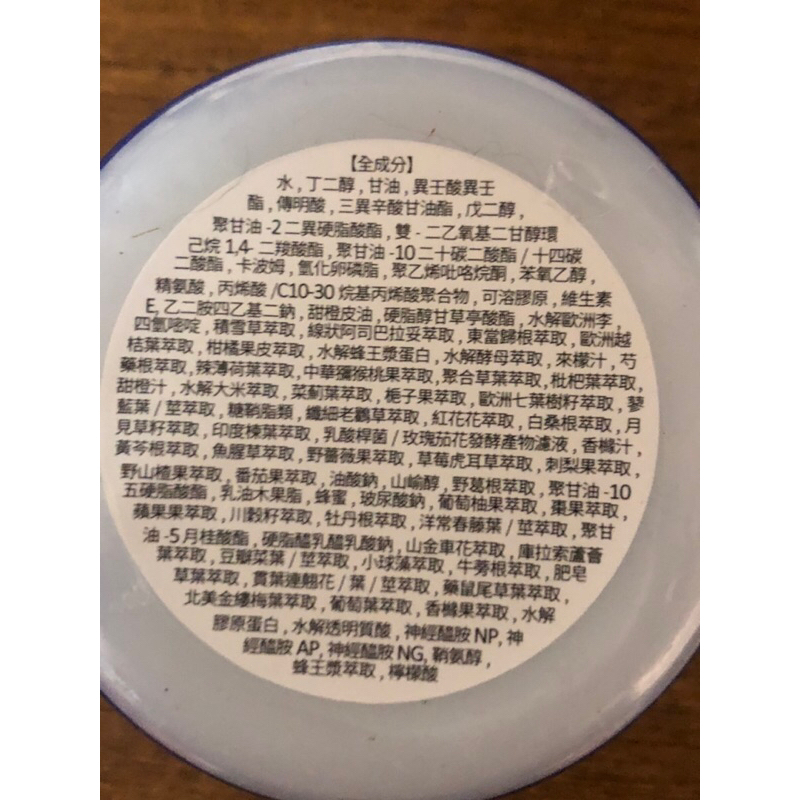 【全成分】
水 , 丁二醇 , 甘油 , 異壬酸異壬
酯 , 傳明酸 , 三異辛酸甘油酯 , 戊二醇 ,
聚甘油 -2 二異硬脂酸酯 , 雙 - 二乙氧基二甘醇環
己烷 1,4- 二羧酸酯 , 聚甘油 -10 二十碳二酸酯 / 十四碳
二酸酯 , 卡波姆 , 氫化卵磷脂 , 聚乙烯吡咯烷酮 , 苯氧乙醇 ,
精氨酸 , 丙烯酸 /C10-30 烷基丙烯酸聚合物 , 可溶膠原 , 維生素
E, 乙二胺四乙基二鈉 , 甜橙皮油 , 硬脂醇甘草亭酸酯 , 水解歐洲李 ,
四氫嘧啶 , 積雪草萃取 , 線狀阿司巴拉妥萃取 , 東當歸根萃取 , 歐洲越
桔葉萃取 , 柑橘果皮萃取 , 水解蜂王漿蛋白 , 水解酵母萃取 , 來檬汁 , 芍
藥根萃取 , 辣薄荷葉萃取 , 中華獼猴桃果萃取 , 聚合草葉萃取 , 枇杷葉萃取 ,
甜橙汁 , 水解大米萃取 , 菜薊葉萃取 , 梔子果萃取 , 歐洲七葉樹籽萃取 , 蓼
藍葉 / 莖萃取 , 糖鞘脂類 , 纖細老鸛草萃取 , 紅花花萃取 , 白桑根萃取 , 月
見草籽萃取 , 印度楝葉萃取 , 乳酸桿菌 / 玫瑰茄花發酵產物濾液 , 香櫞汁 ,
黃芩根萃取 , 魚腥草萃取 , 野薔薇果萃取 , 草莓虎耳草萃取 , 刺梨果萃取 ,
野山楂果萃取 , 番茄果萃取 , 油酸鈉 , 山崳醇 , 野葛根萃取 , 聚甘油 -10
五硬脂酸酯 , 乳油木果脂 , 蜂蜜 , 玻尿酸鈉 , 葡萄柚果萃取 , 棗果萃取 ,
蘋果果萃取 , 川穀籽萃取 , 牡丹根萃取 , 洋常春藤葉 / 莖萃取 , 聚甘
油 -5 月桂酸酯 , 硬脂醯乳醯乳酸鈉 , 山金車花萃取 , 庫拉索蘆薈
葉萃取 , 豆瓣菜葉 / 莖萃取 , 小球藻萃取 , 牛蒡根萃取 , 肥皂
草葉萃取 , 貫葉連翹花 / 葉 / 莖萃取 , 藥鼠尾草葉萃取 ,
北美金縷梅葉萃取 , 葡萄葉萃取 , 香櫞果萃取 , 水解
膠原蛋白 , 水解透明質酸 , 神經醯胺 NP, 神
經醯胺 AP, 神經醯胺 NG, 鞘氨醇 ,
蜂王漿萃取 , 檸檬酸